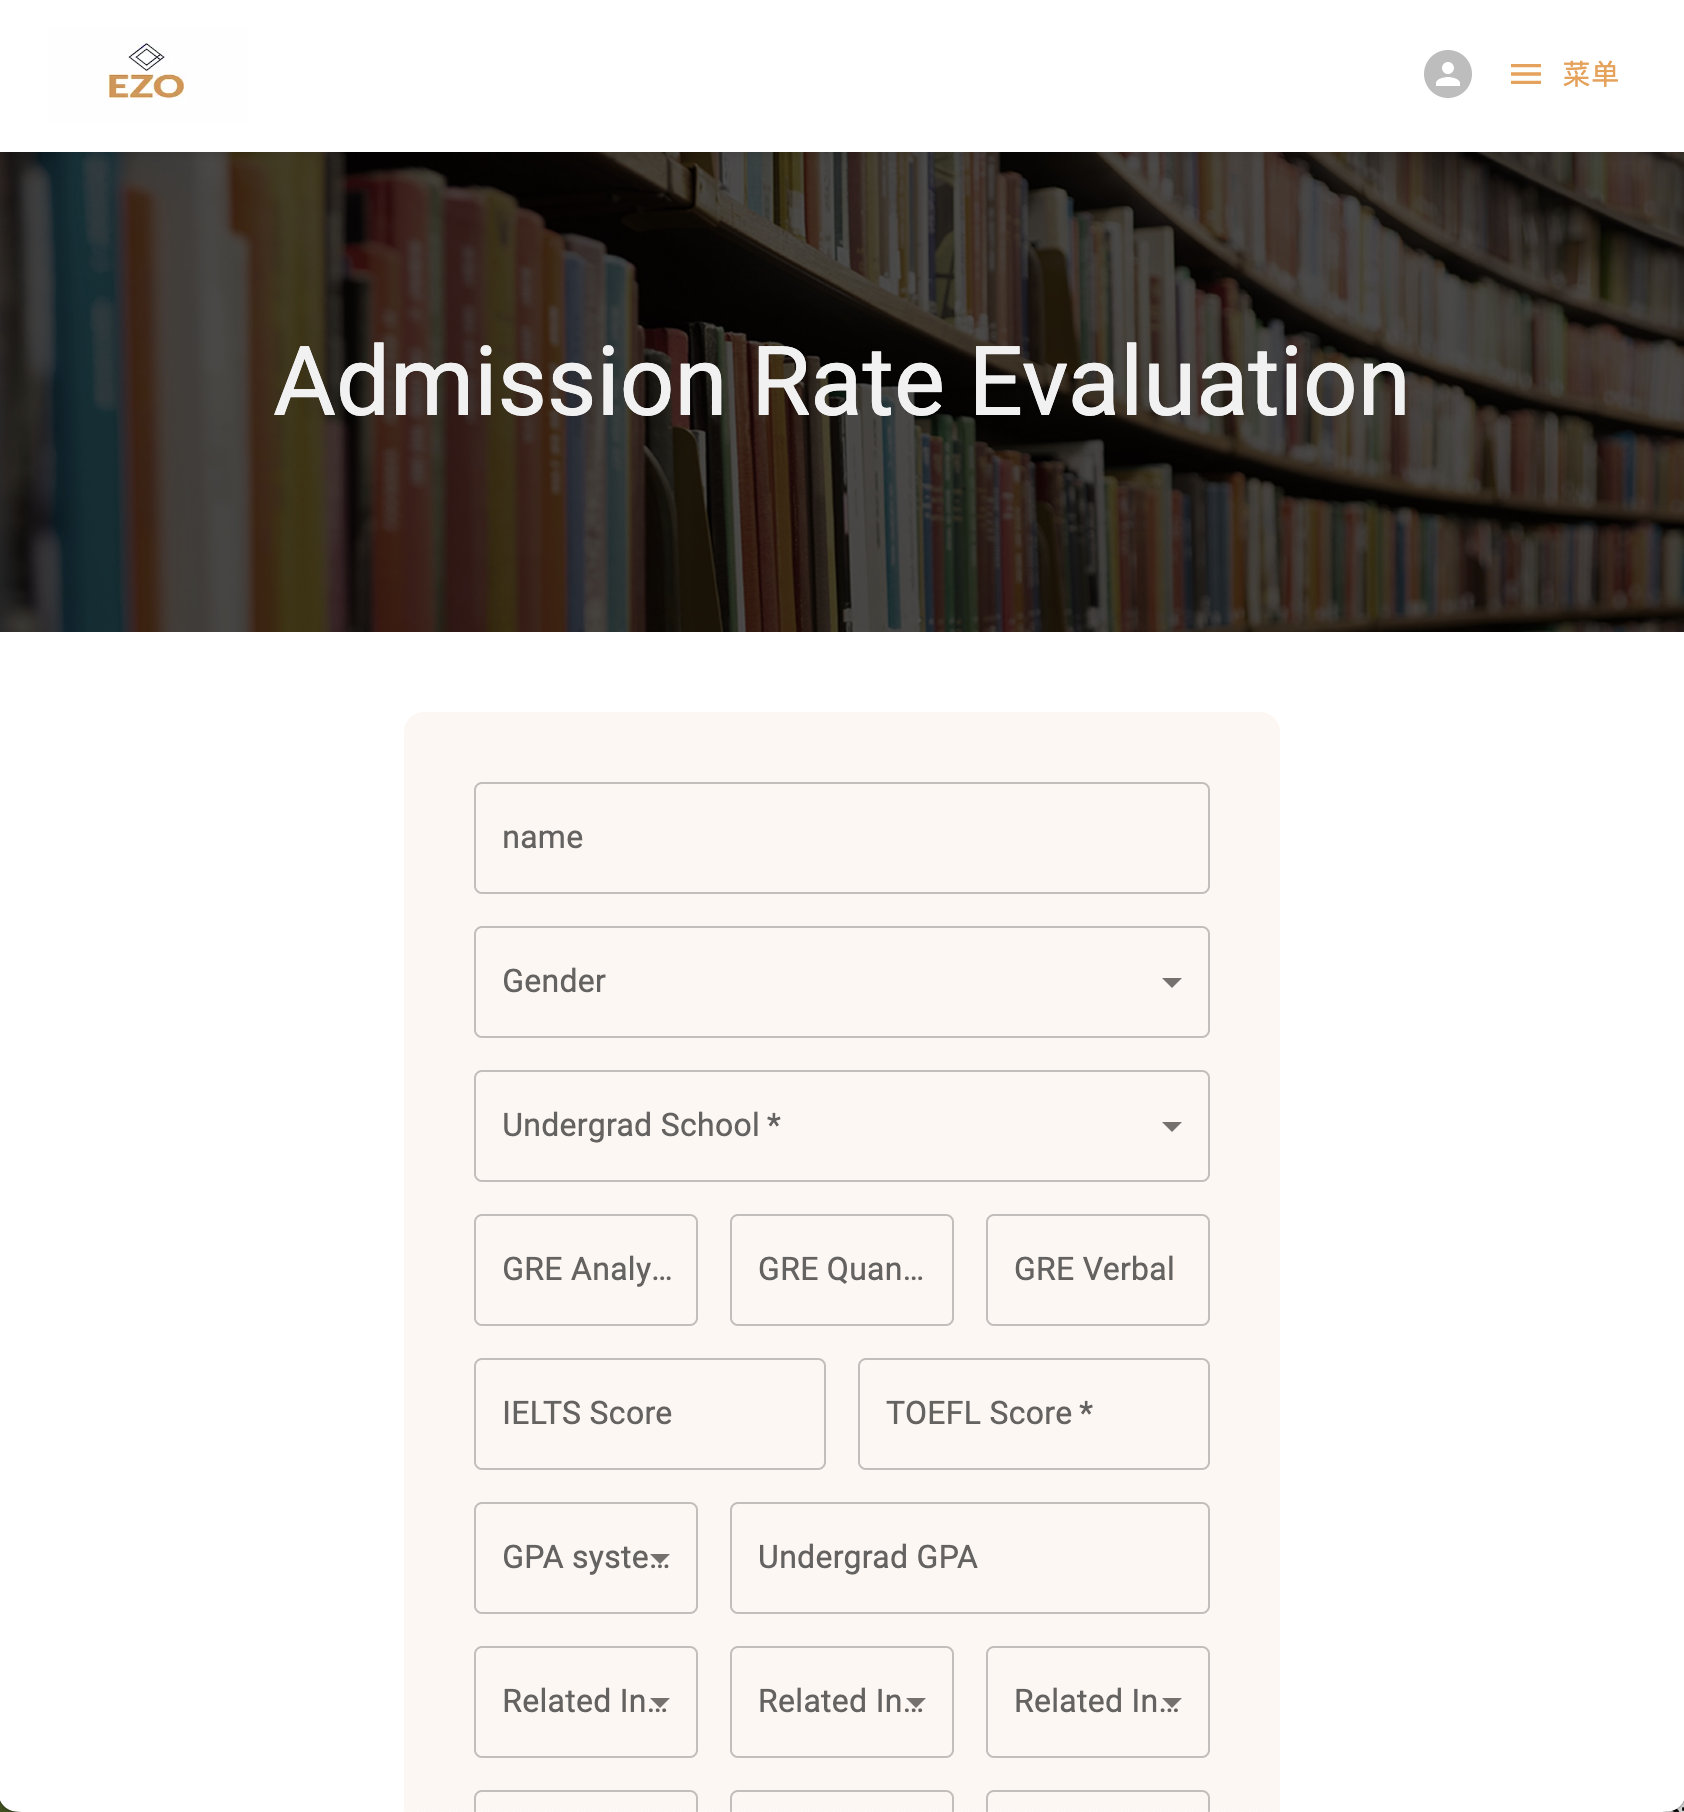 EZO
菜单
Admission Rate Evaluation
name
Gender
Undergrad School *
GRE Analy...
GRE Quan...
GRE Verbal
IELTS Score
TOEFL Score *
GPA syste...
Undergrad GPA
Related In...
Related In...
Related In...